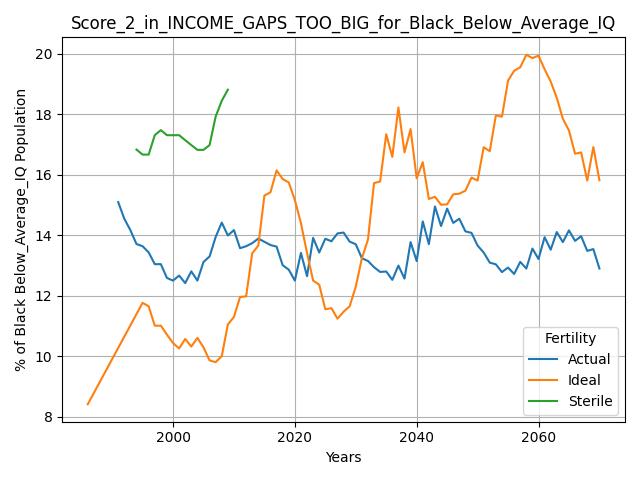 Score_2_in_INCOME_GAPS_TOO_BIG_for_Black_Below_Average_IQ
% of Black Below_Average_IQ Population
20
18
16
14
12
10
8
2000
2020
2040
2060
Years
Fertility
Actual
Ideal
Sterile